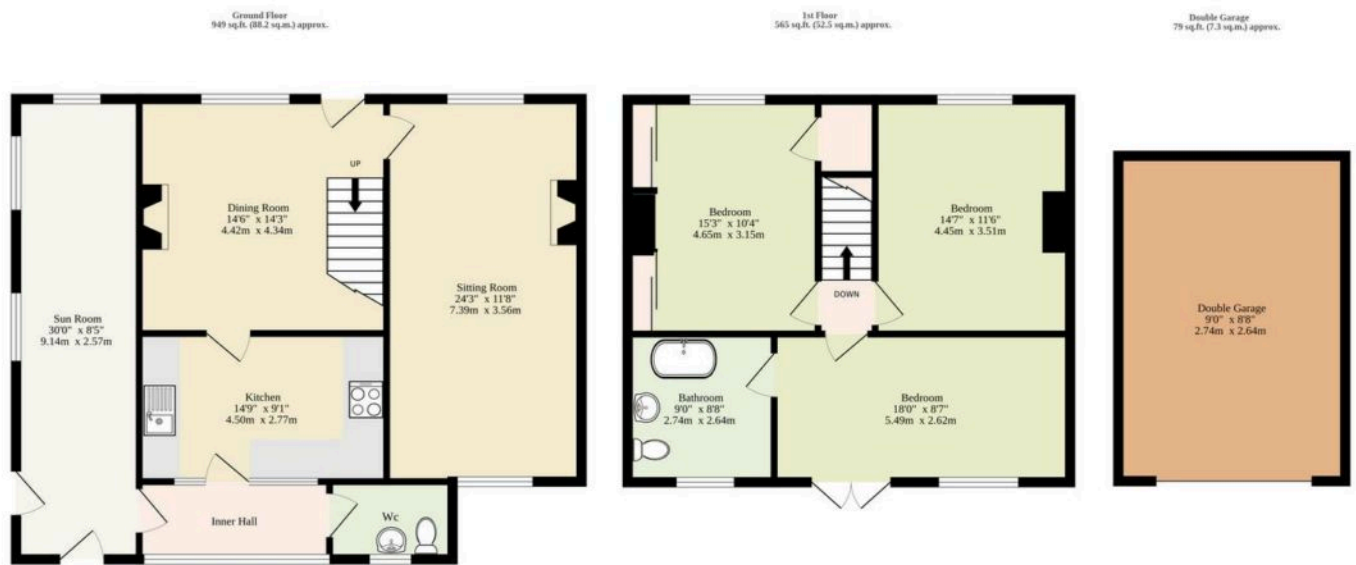 Ground Floor
949 sq.ft. (88.2 sq.m.) approx.
1st Floor
565 sq.ft. (52.5 sq.m.) approx.
Double Garage
79 sq.ft. (7.3 sq.m.) approx.
UP
Dining Room
14'6" x 14'3"
4.42m x 4.34m
Sitting Room
24'3" x 11'8"
7.39m x 3.56m
Sun Room
30'0" x 8'5"
9.14m x 2.57m
Kitchen
14'9" x 9'1"
4.50m x 2.77m
Inner Hall
Wc
Bedroom
15'3" x 10'4"
4.65m x 3.15m
Bedroom
14'7" x 11'6"
4.45m x 3.51m
DOWN
Bathroom
9'0" x 8'8"
2.74m x 2.64m
Bedroom
18'0" x 8'7"
5.49m x 2.62m
Double Garage
9'0" x 8'8"
2.74m x 2.64m